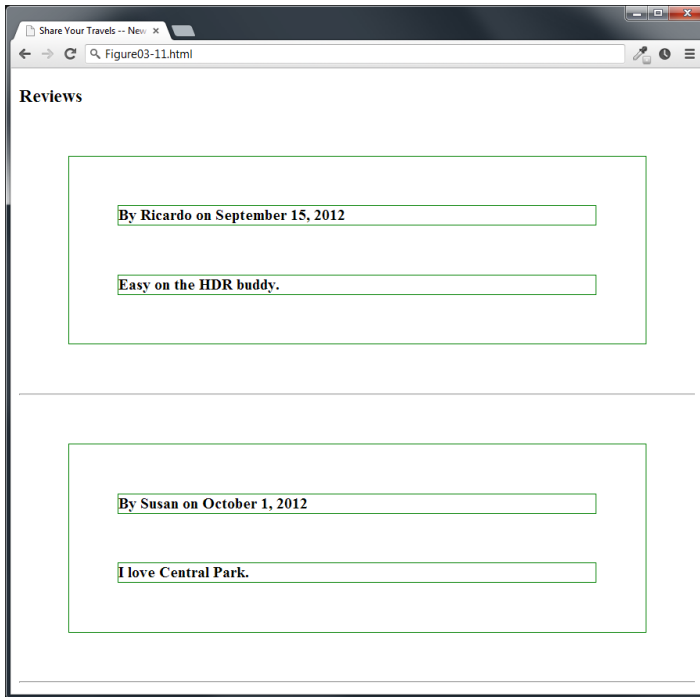 Share Your Travels -- New
Figure03-11.html
Reviews
By Ricardo on September 15, 2012
Easy on the HDR buddy.
By Susan on October 1, 2012
I love Central Park.